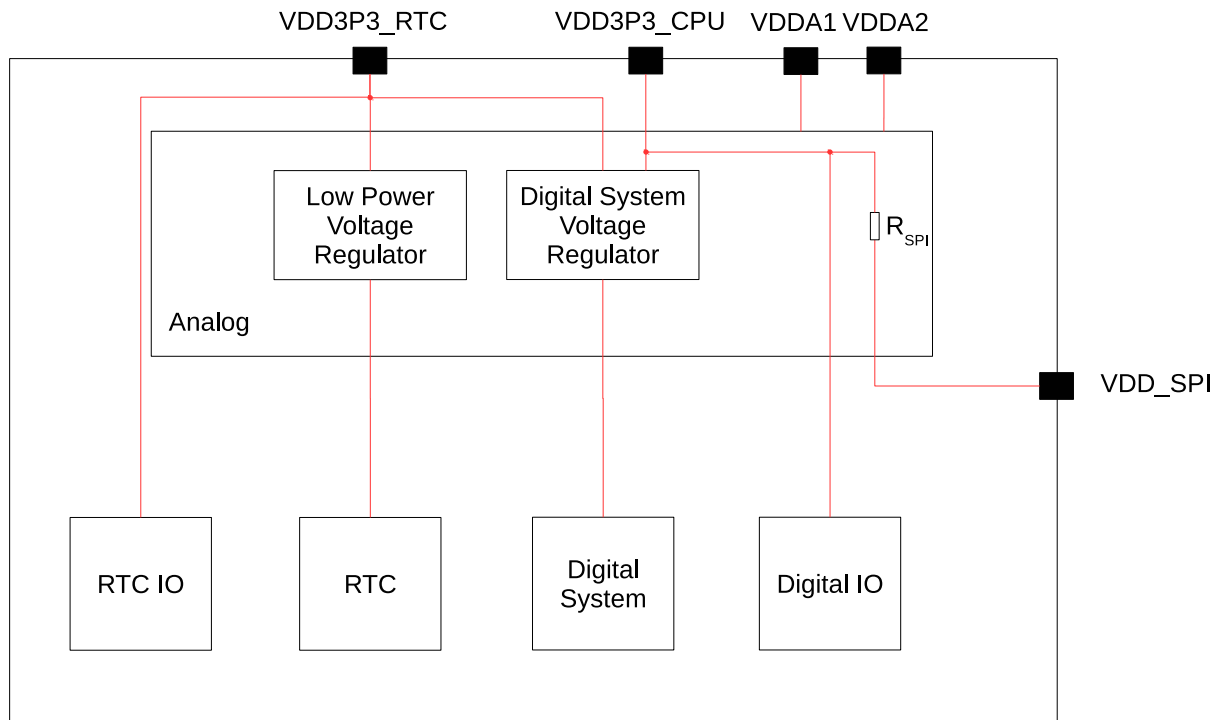 VDD3P3_RTC
VDD3P3_CPU
VDDA1
VDDA2
Low Power
Voltage
Regulator
Digital System
Voltage
Regulator
RSPI
Analog
VDD_SPI
RTC IO
RTC
Digital
System
Digital IO